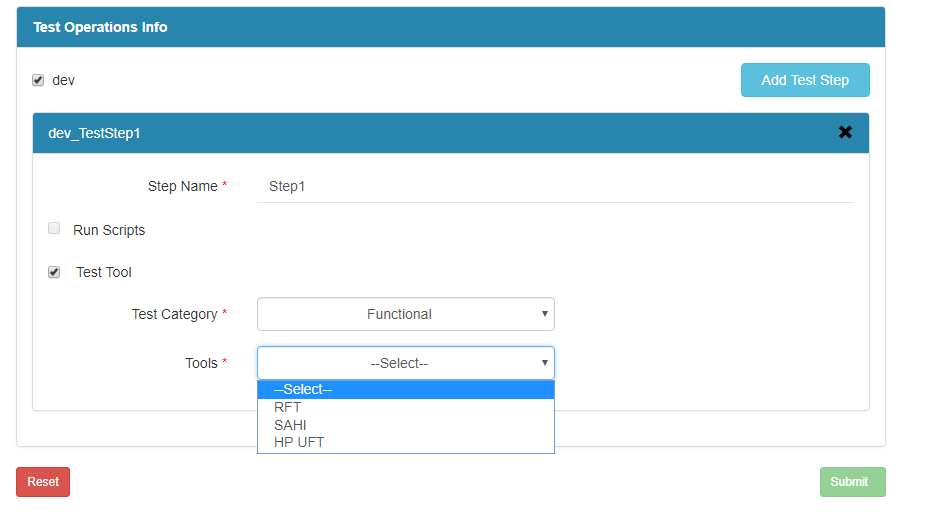 Test Operations Info
dev
Add Test Step
dev_TestStep1
Step Name *
Step1
Run Scripts
Test Tool
Test Category *
Functional
Tools *
--Select--
--Select--
RFT
SAHI
HP UFT
Reset
Submit